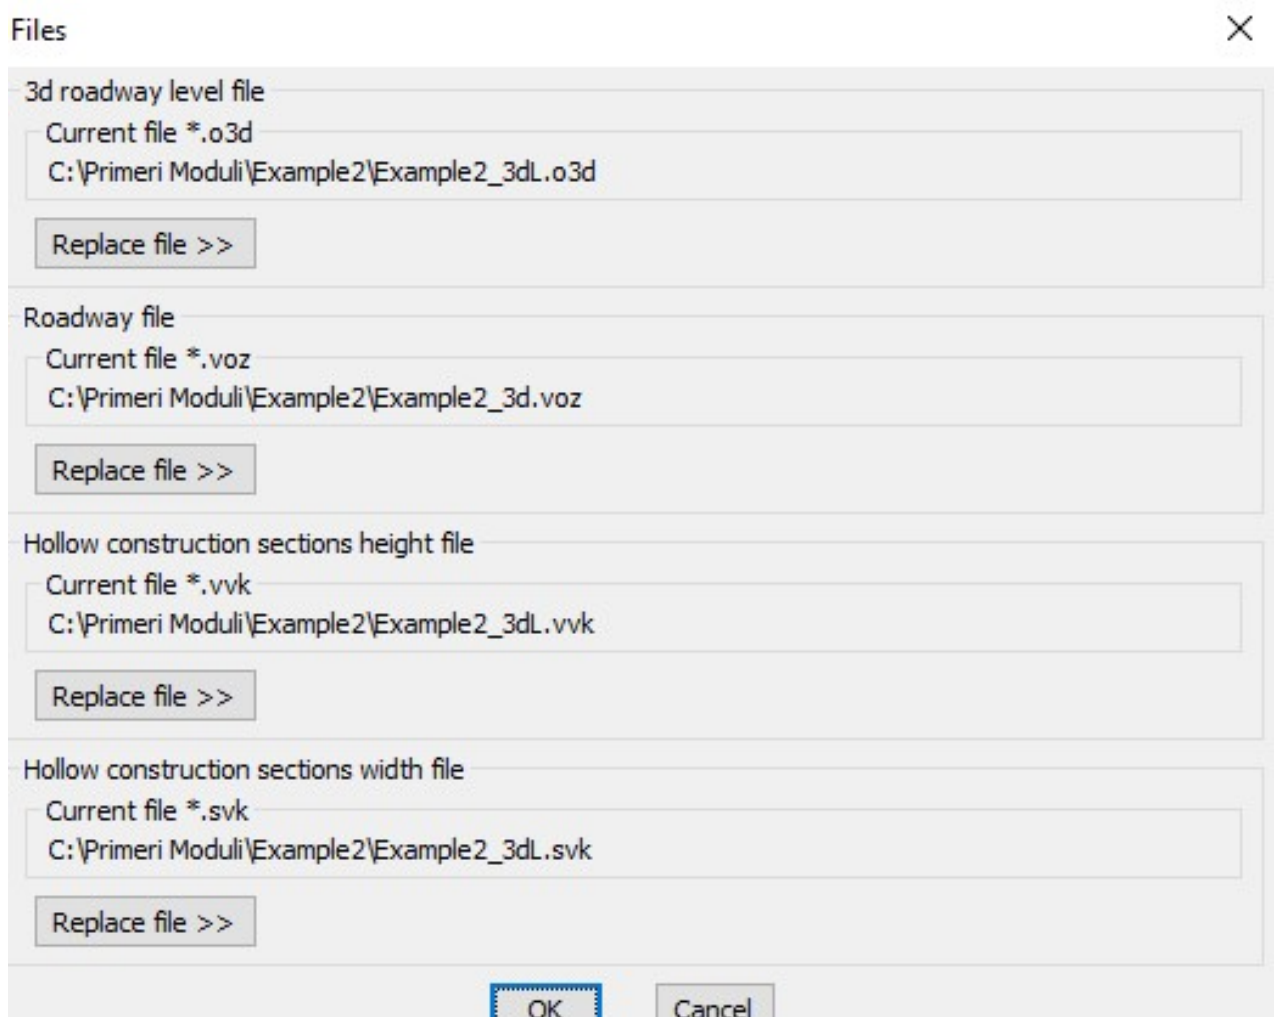 Files
3d roadway level file
Current file *.o3d
C:\Primeri Moduli\Example2\Example2_3dL.o3d
Replace file >>
Roadway file
Current file *.voz
C:\Primeri Moduli\Example2\Example2_3d.voz
Replace file >>
Hollow construction sections height file
Current file *.vvk
C:\Primeri Moduli\Example2\Example2_3dL.vvk
Replace file >>
Hollow construction sections width file
Current file *.svk
C:\Primeri Moduli\Example2\Example2_3dL.svk
Replace file >>
OK Cancel